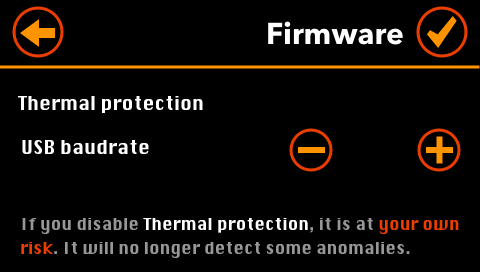 Firmware
Thermal protection
USB baudrate
If you disable Thermal protection, it is at your own
risk. It will no longer detect some anomalies.